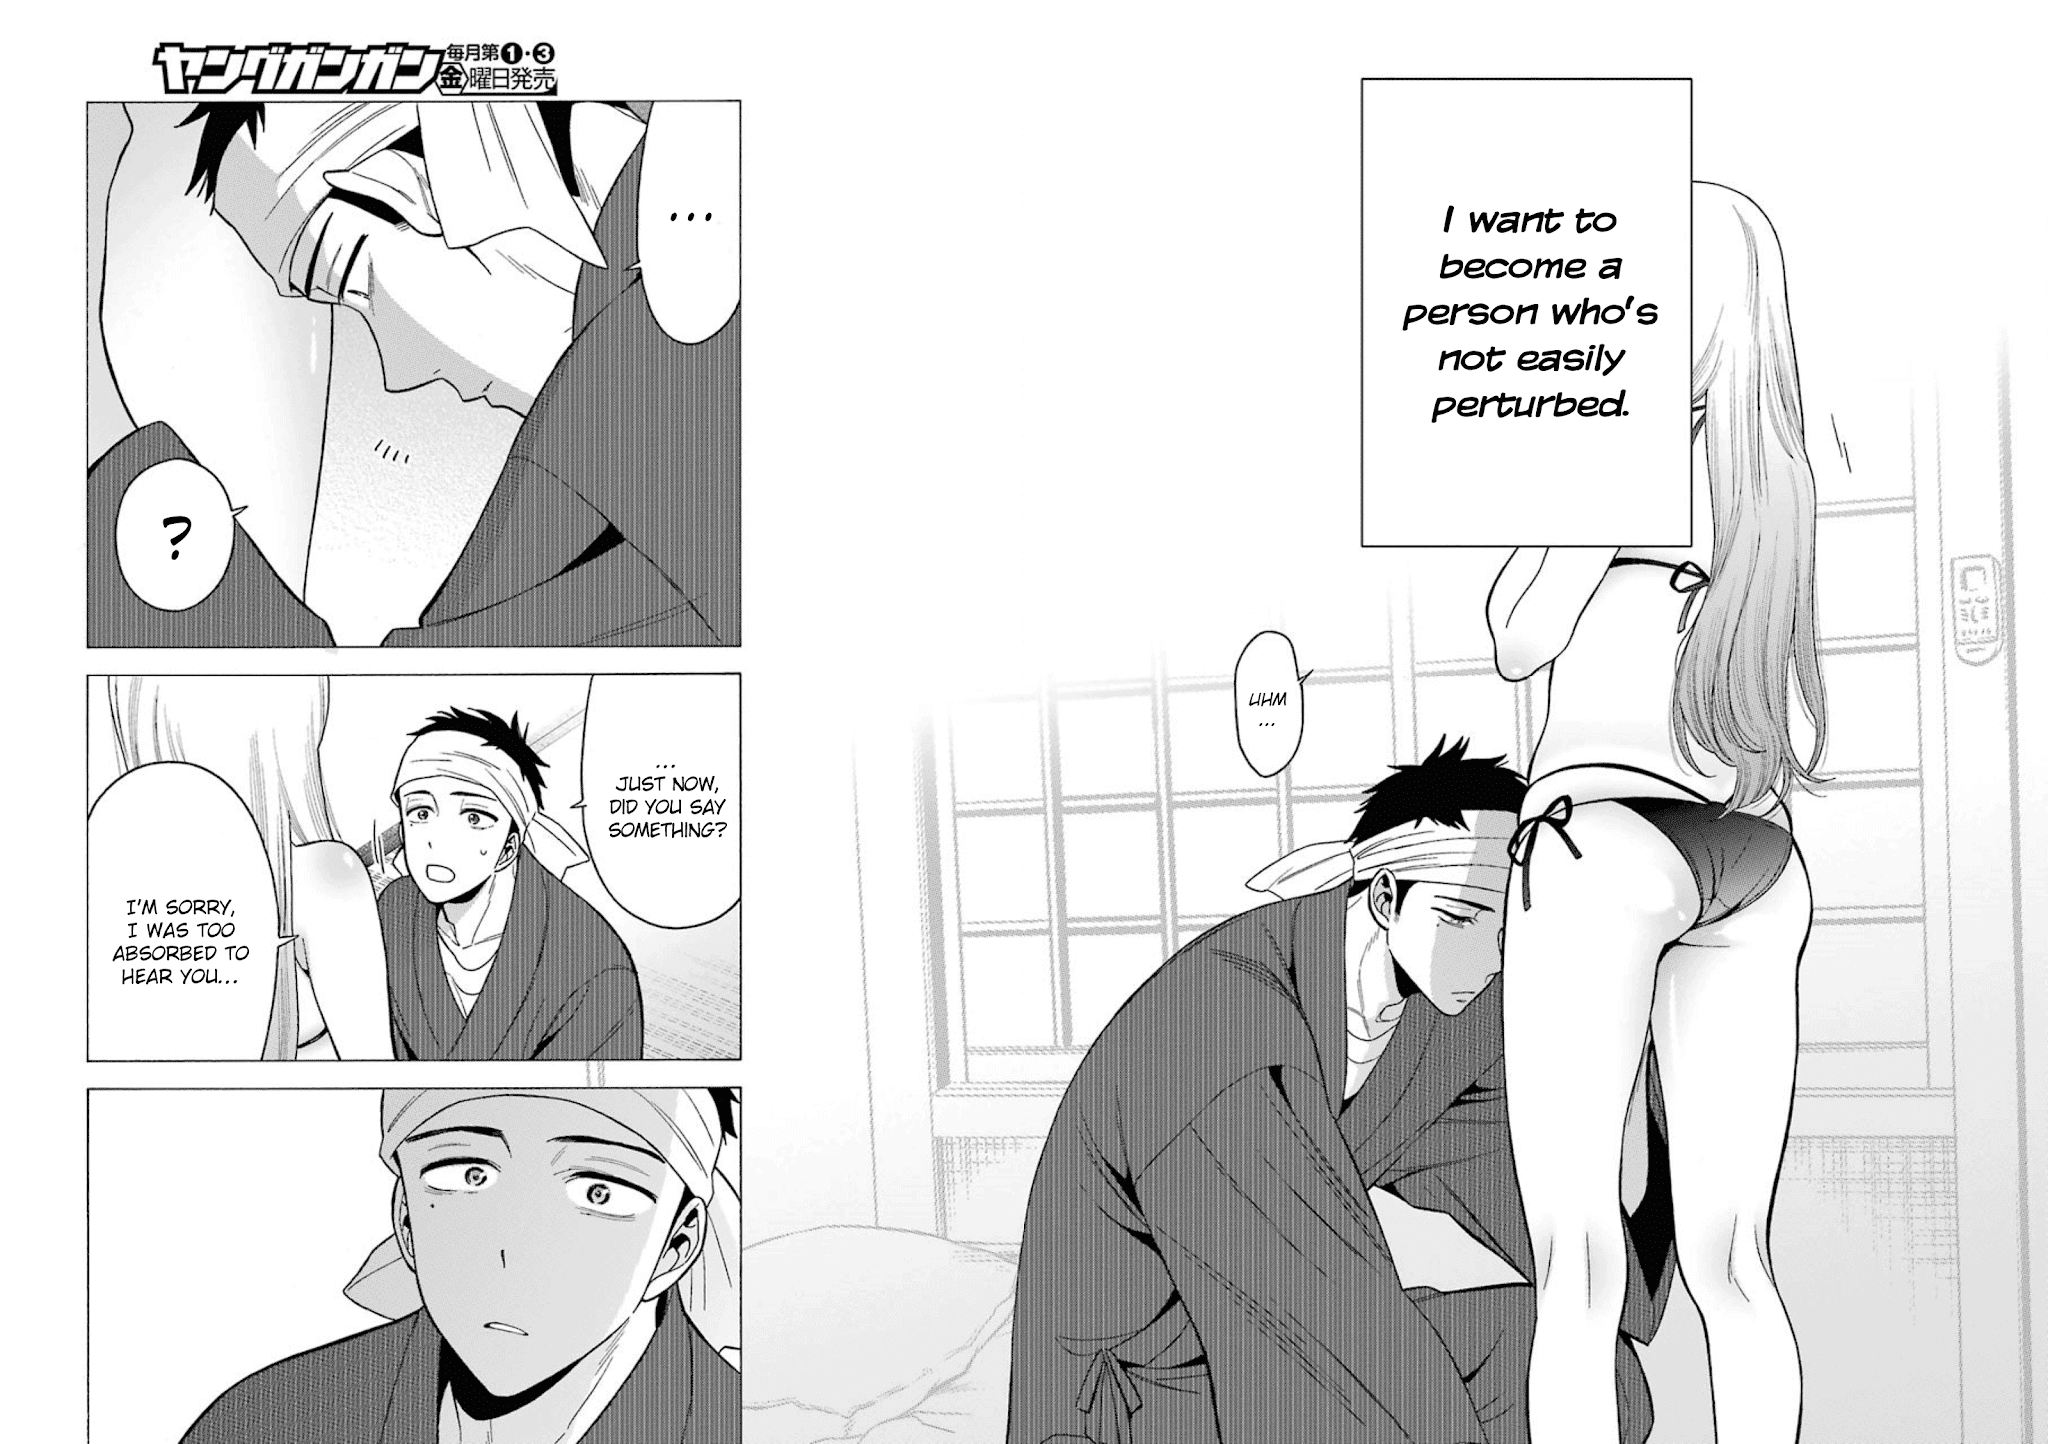 I want to
become a
person who's
not easily
perturbed.
UHM
...
ヤングガンガン
毎月第1・3
金曜日発売
...
?
...
JUST NOW,
DID YOU SAY
SOMETHING?
I'M SORRY,
I WAS TOO
ABSORBED TO
HEAR YOU...